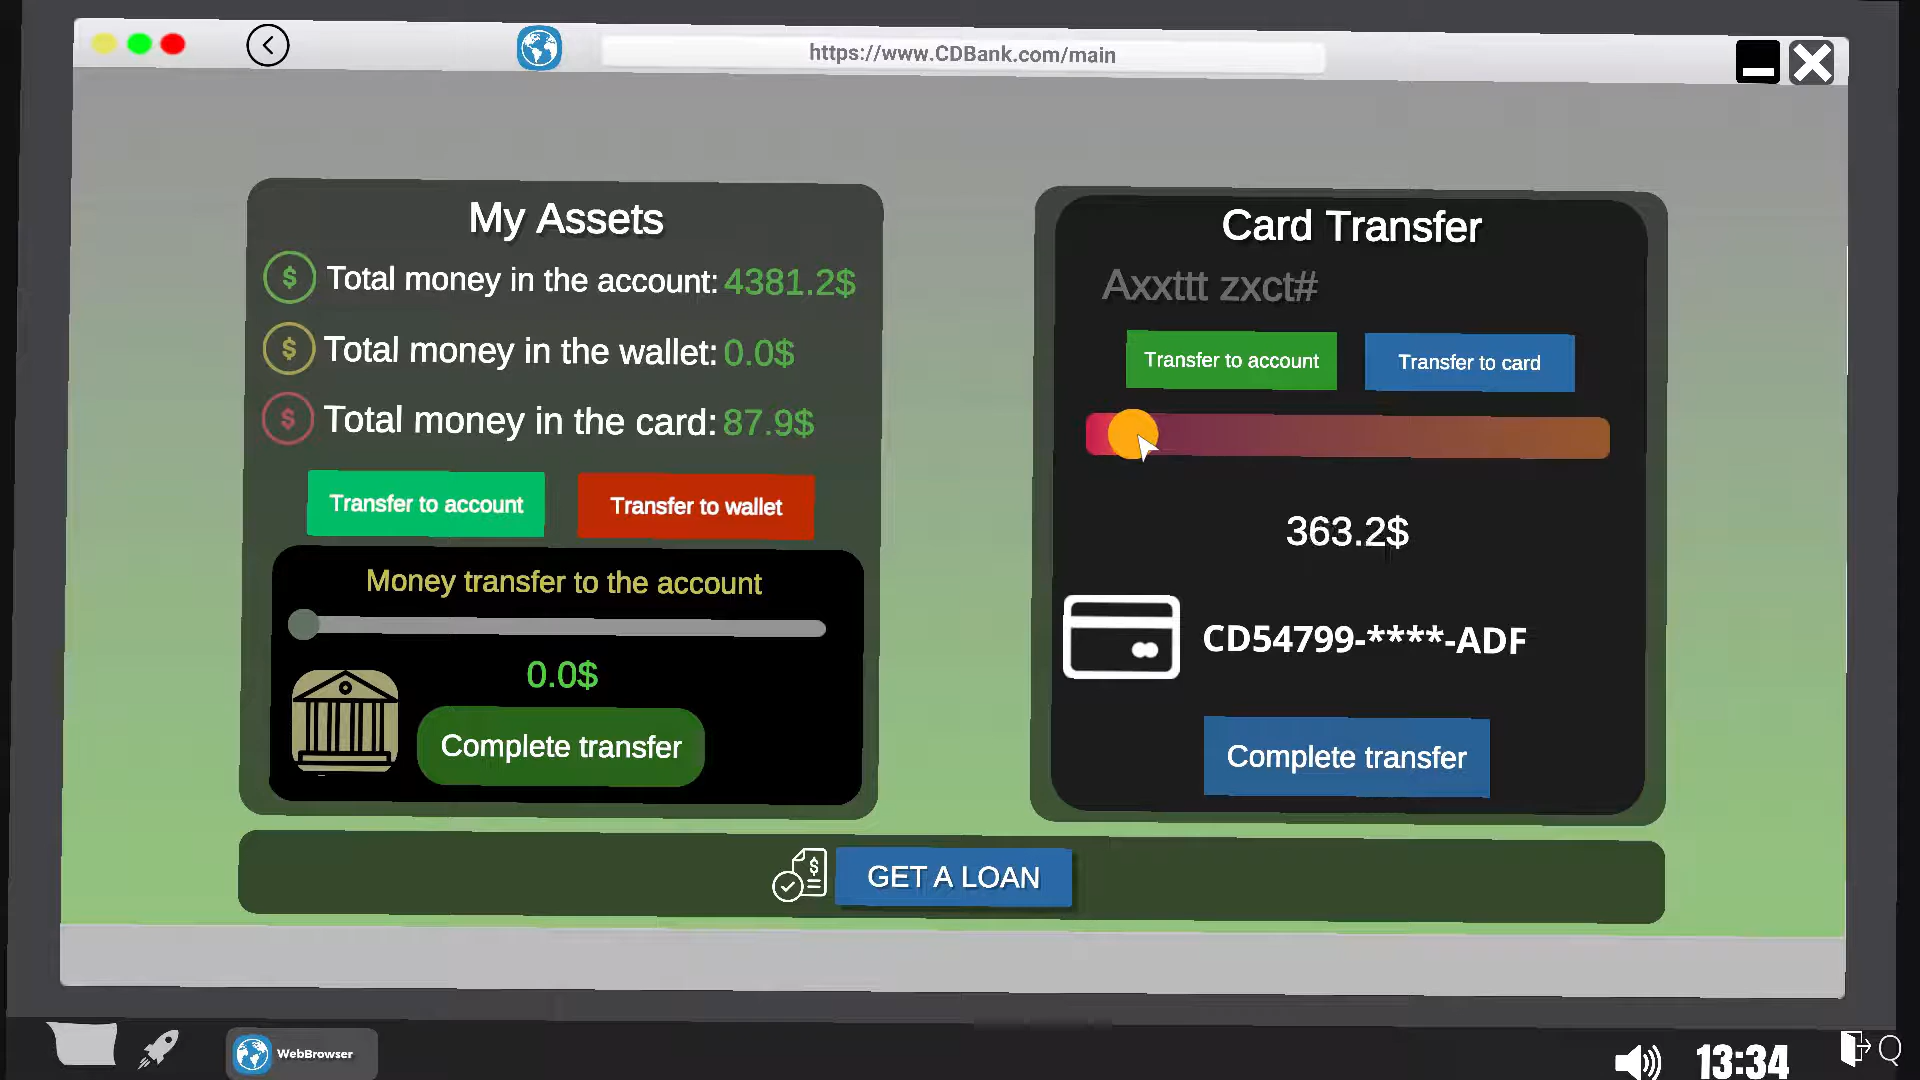 https://www.CDBank.com/main
My Assets
Total money in the account: 4381.2$
Total money in the wallet: 0.0$
Total money in the card: 87.9$
Transfer to account
Transfer to wallet
Money transfer to the account
0.0$
Complete transfer
Card Transfer
Axxttt zxct#
Transfer to account
Transfer to card
363.2$
CD54799-****-ADF
Complete transfer
GET A LOAN
WebBrowser
13:34
Q